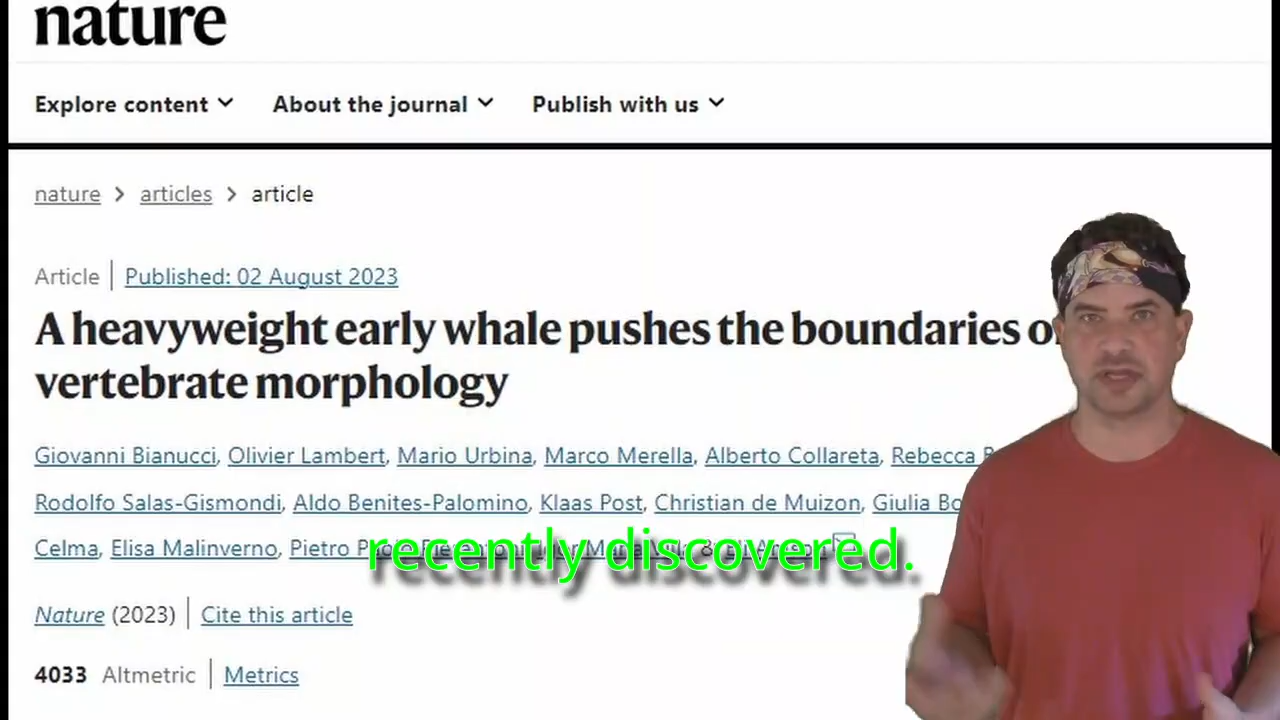 nature
Explore content About the journal Publish with us
nature > articles > article
Article | Published: 02 August 2023
A heavyweight early whale pushes the boundaries
vertebrate morphology
Giovanni Bianucci, Olivier Lambert, Mario Urbina, Marco Merella, Alberto Collareta, Rebecca
Rodolfo Salas-Gismondi, Aldo Benites-Palomino, Klaas Post, Christian de Muizon, Giulia
Celma, Elisa Malinverno, Pietro
recently discovered.
Nature (2023) | Cite this article
4033 Altmetric | Metrics